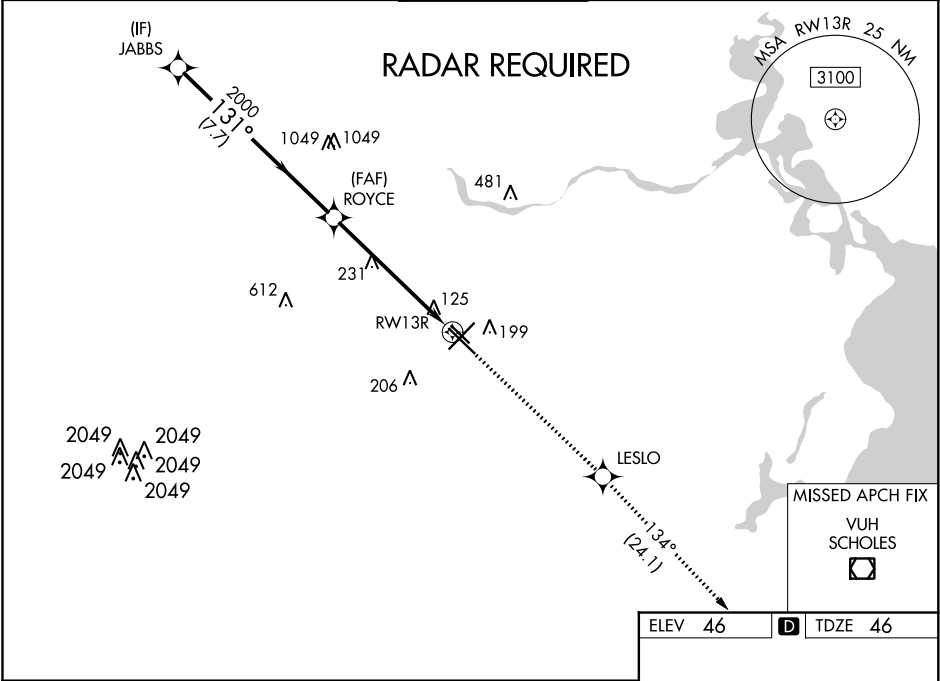 (IF)
JABBS
RADAR REQUIRED
MSA RW13R 25 NM
3100
2000
131°
(7.7)
1049
1049
(FAF)
ROYCE
481
231
612
125
RW13R
199
206
2049
2049
2049
2049
2049
LESLO
134°
(24.1)
MISSED APCH FIX
VUH
SCHOLES
ELEV 46
D
TDZE 46